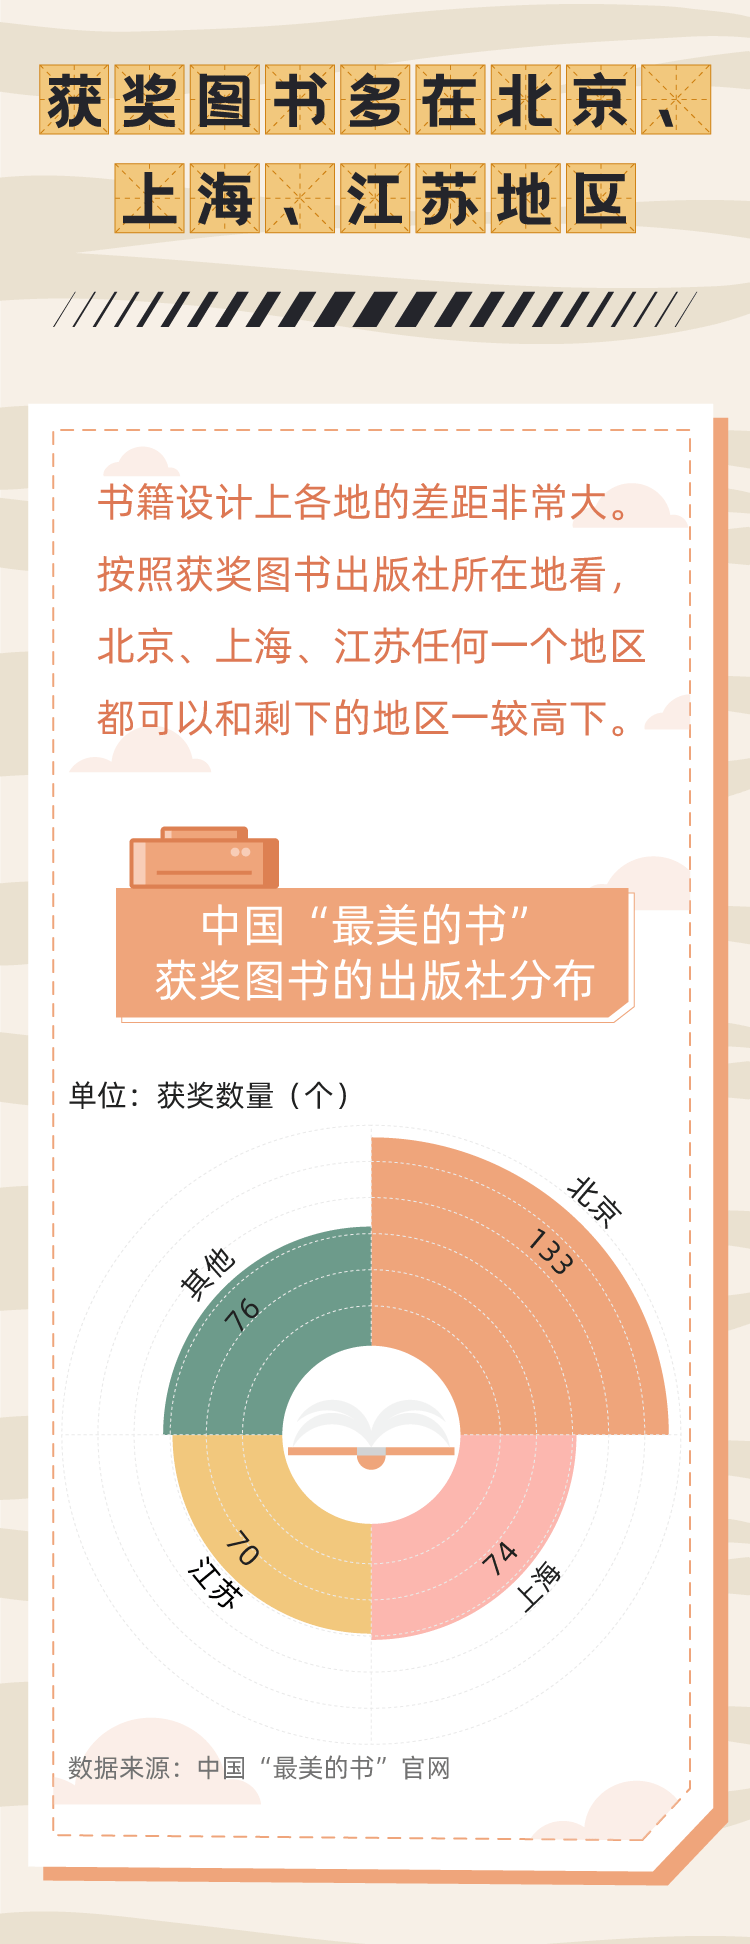 获奖图书多在北京、
上海、江苏地区
书籍设计上各地的差距非常大。
按照获奖图书出版社所在地看，
北京、上海、江苏任何一个地区
都可以和剩下的地区一较高下。
中国“最美的书”
获奖图书的出版社分布
单位：获奖数量（个）
北京
133
其他
76
70
江苏
74
上海
数据来源：中国“最美的书”官网